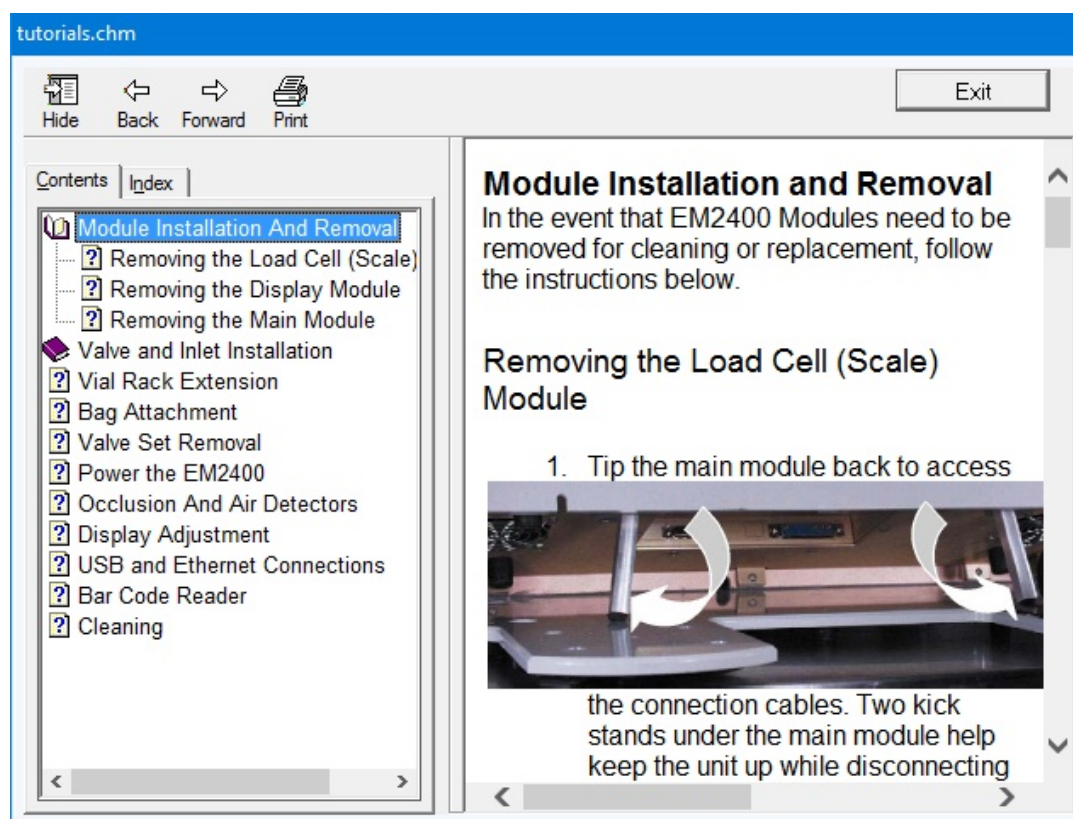 tutorials.chm
Hide Back Forward Print
Exit
Contents Index
Module Installation And Removal
Removing the Load Cell (Scale)
Removing the Display Module
Removing the Main Module
Valve and Inlet Installation
Vial Rack Extension
Bag Attachment
Valve Set Removal
Power the EM2400
Occlusion And Air Detectors
Display Adjustment
USB and Ethernet Connections
Bar Code Reader
Cleaning
Module Installation and Removal
In the event that EM2400 Modules need to be
removed for cleaning or replacement, follow
the instructions below.
Removing the Load Cell (Scale)
Module
1. Tip the main module back to access
the connection cables. Two kick
stands under the main module help
keep the unit up while disconnecting